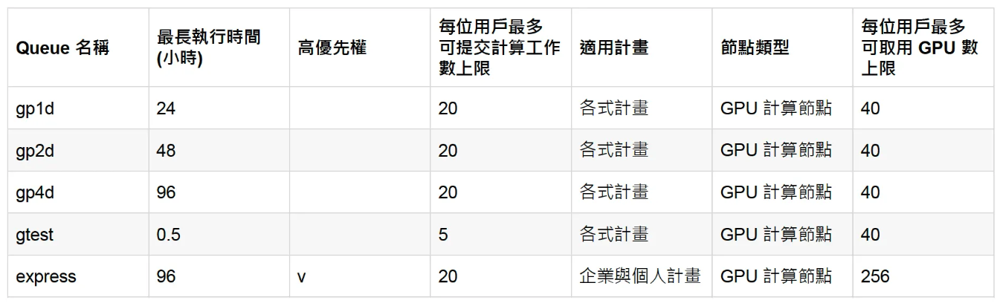 Queue 名稱 最長執行時間 (小時) 高優先權 每位用戶最多可提交計算工作數上限 適用計畫 節點類型 每位用戶最多可取用 GPU 數上限
gp1d 24 20 各式計畫 GPU 計算節點 40
gp2d 48 20 各式計畫 GPU 計算節點 40
gp4d 96 20 各式計畫 GPU 計算節點 40
gtest 0.5 5 各式計畫 GPU 計算節點 40
express 96 v 20 企業與個人計畫 GPU 計算節點 256